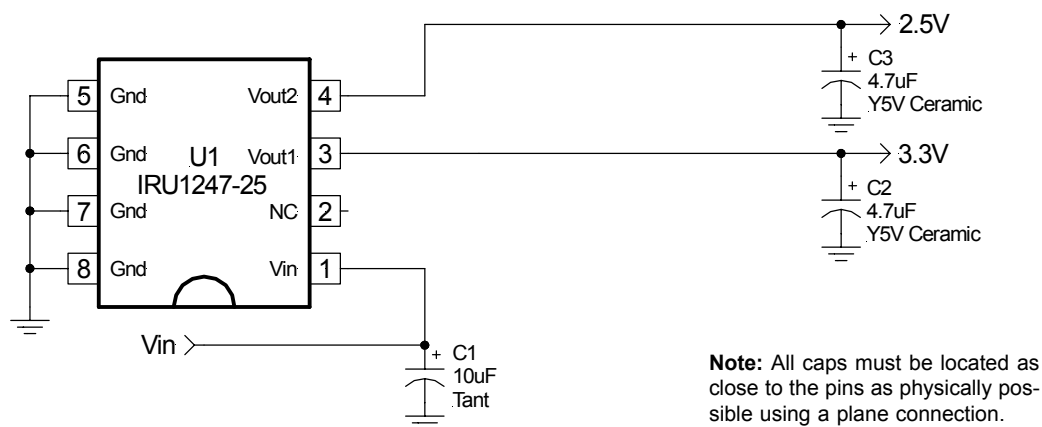 2.5V
+ C3
4.7uF
Y5V Ceramic
5 Gnd Vout2 4
6 Gnd U1 Vout1 3
3.3V
IRU1247-25
+ C2
7 Gnd NC 2
4.7uF
Y5V Ceramic
8 Gnd Vin 1
Vin
+ C1
10uF
Tant
Note: All caps must be located as
close to the pins as physically pos-
sible using a plane connection.